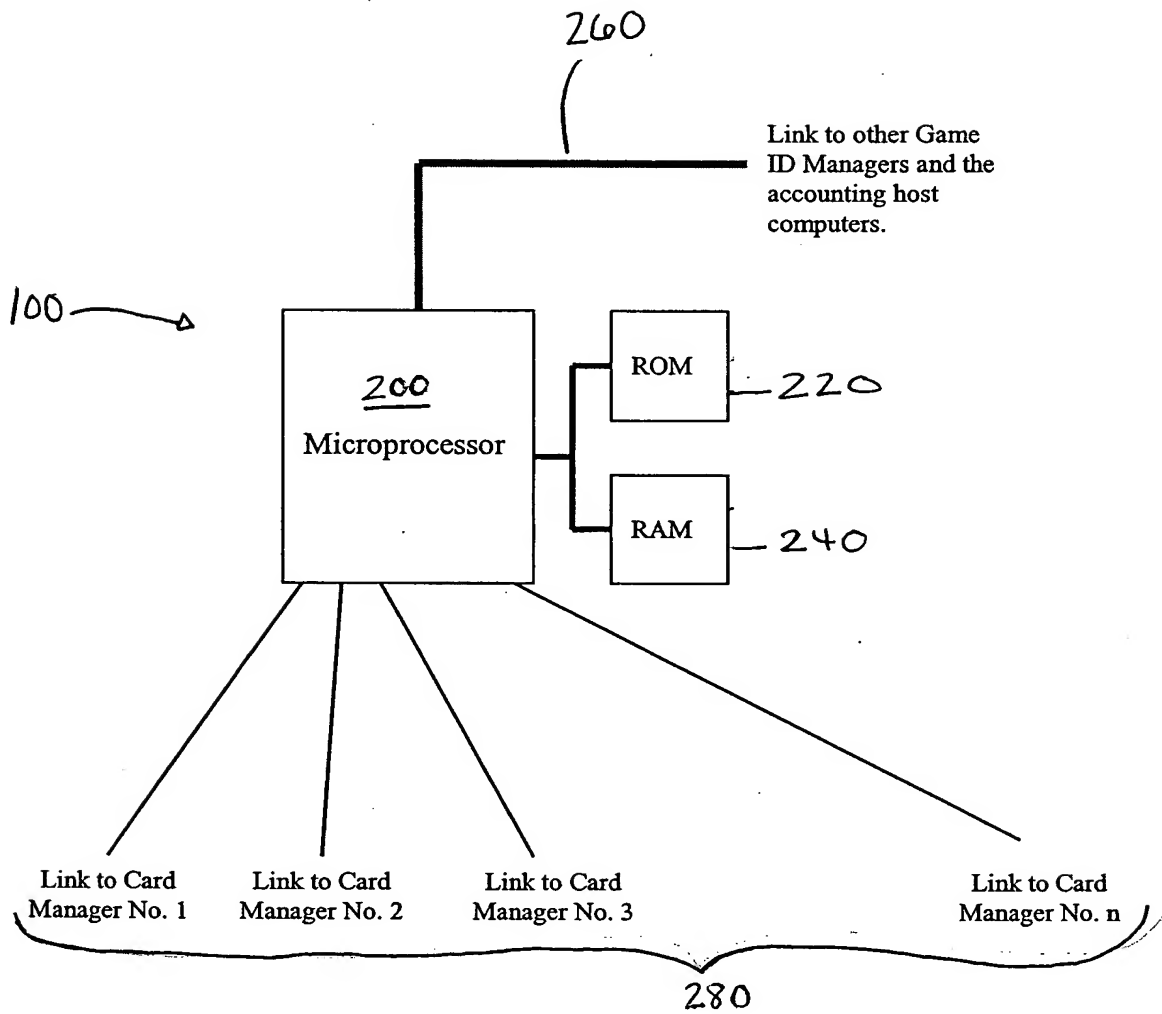 260
Link to other Game
ID Managers and the
accounting host
computers.
100
200
Microprocessor
ROM
220
RAM
240
Link to Card
Manager No. 1
Link to Card
Manager No. 2
Link to Card
Manager No. 3
Link to Card
Manager No. n
280